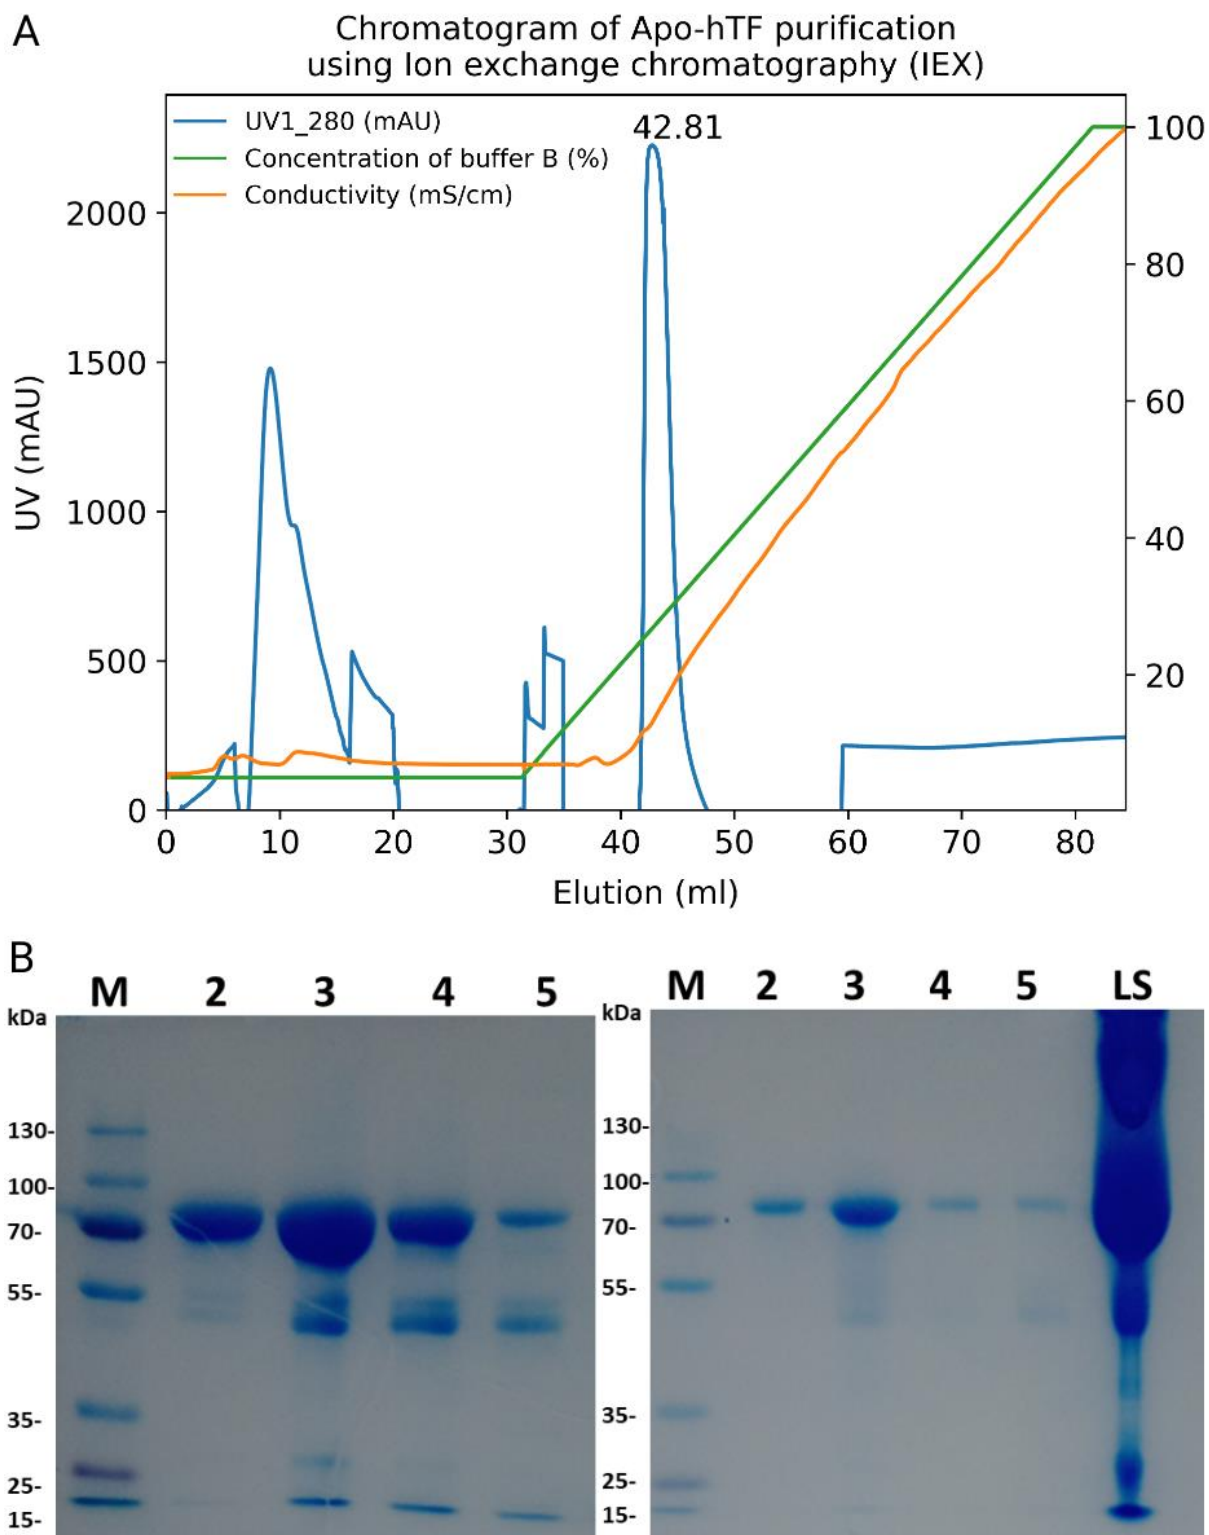 A
Chromatogram of Apo-hTF purification
using Ion exchange chromatography (IEX)
UV1_280 (mAU)
Concentration of buffer B (%)
Conductivity (mS/cm)
42.81
UV (mAU)
2000
1500
1000
500
0
100
80
60
40
20
0 10 20 30 40 50 60 70 80
Elution (ml)
B
M 2 3 4 5
kDa
130-
100-
70-
55-
35-
25-
15-
M 2 3 4 5 LS
kDa
130-
100-
70-
55-
35-
25-
15-